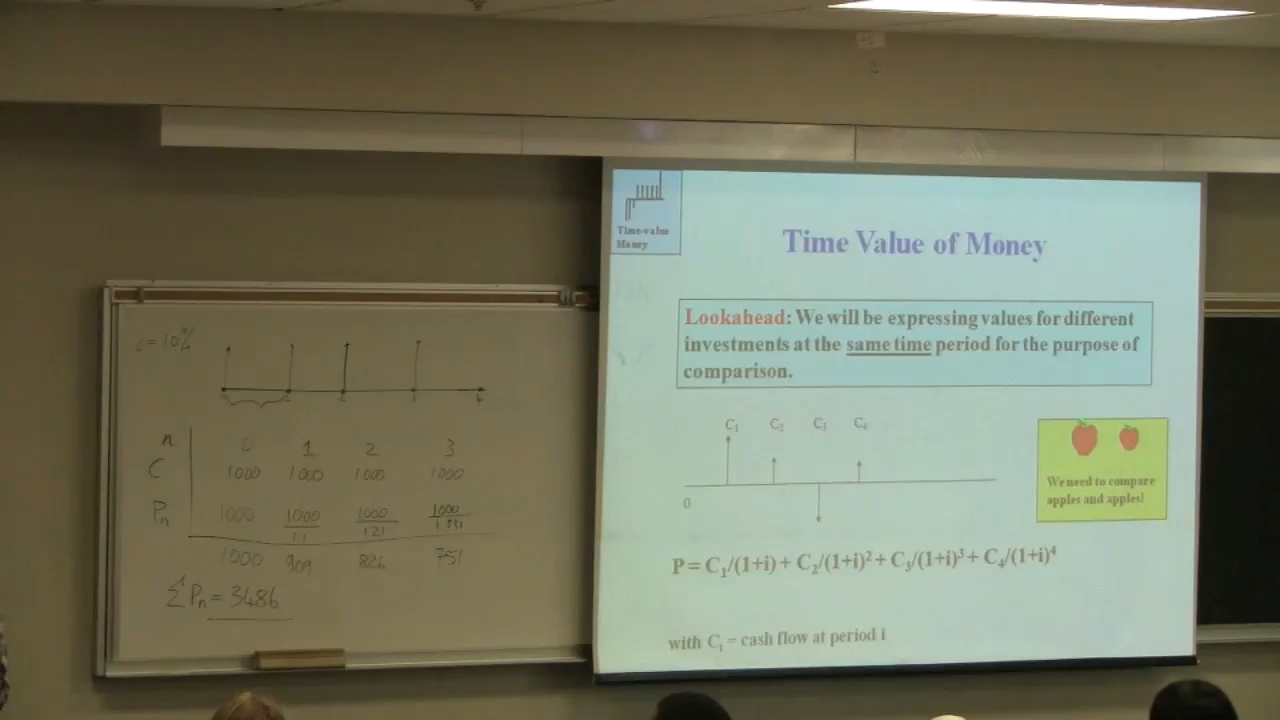 i = 10%
n 0 1 2 3
C 1000 1000 1000 1000
Pn 1000 1000/1.1 1000/1.21 1000/1.331
1000 909 826 751
ΣPn = 3486
Time-value
Money
Time Value of Money
Lookahead: We will be expressing values for different
investments at the same time period for the purpose of
comparison.
C1 C2 C3 C4
0
We need to compare
apples and apples!
P = C1/(1+i) + C2/(1+i)² + C3/(1+i)³ + C4/(1+i)⁴
with Ci = cash flow at period i